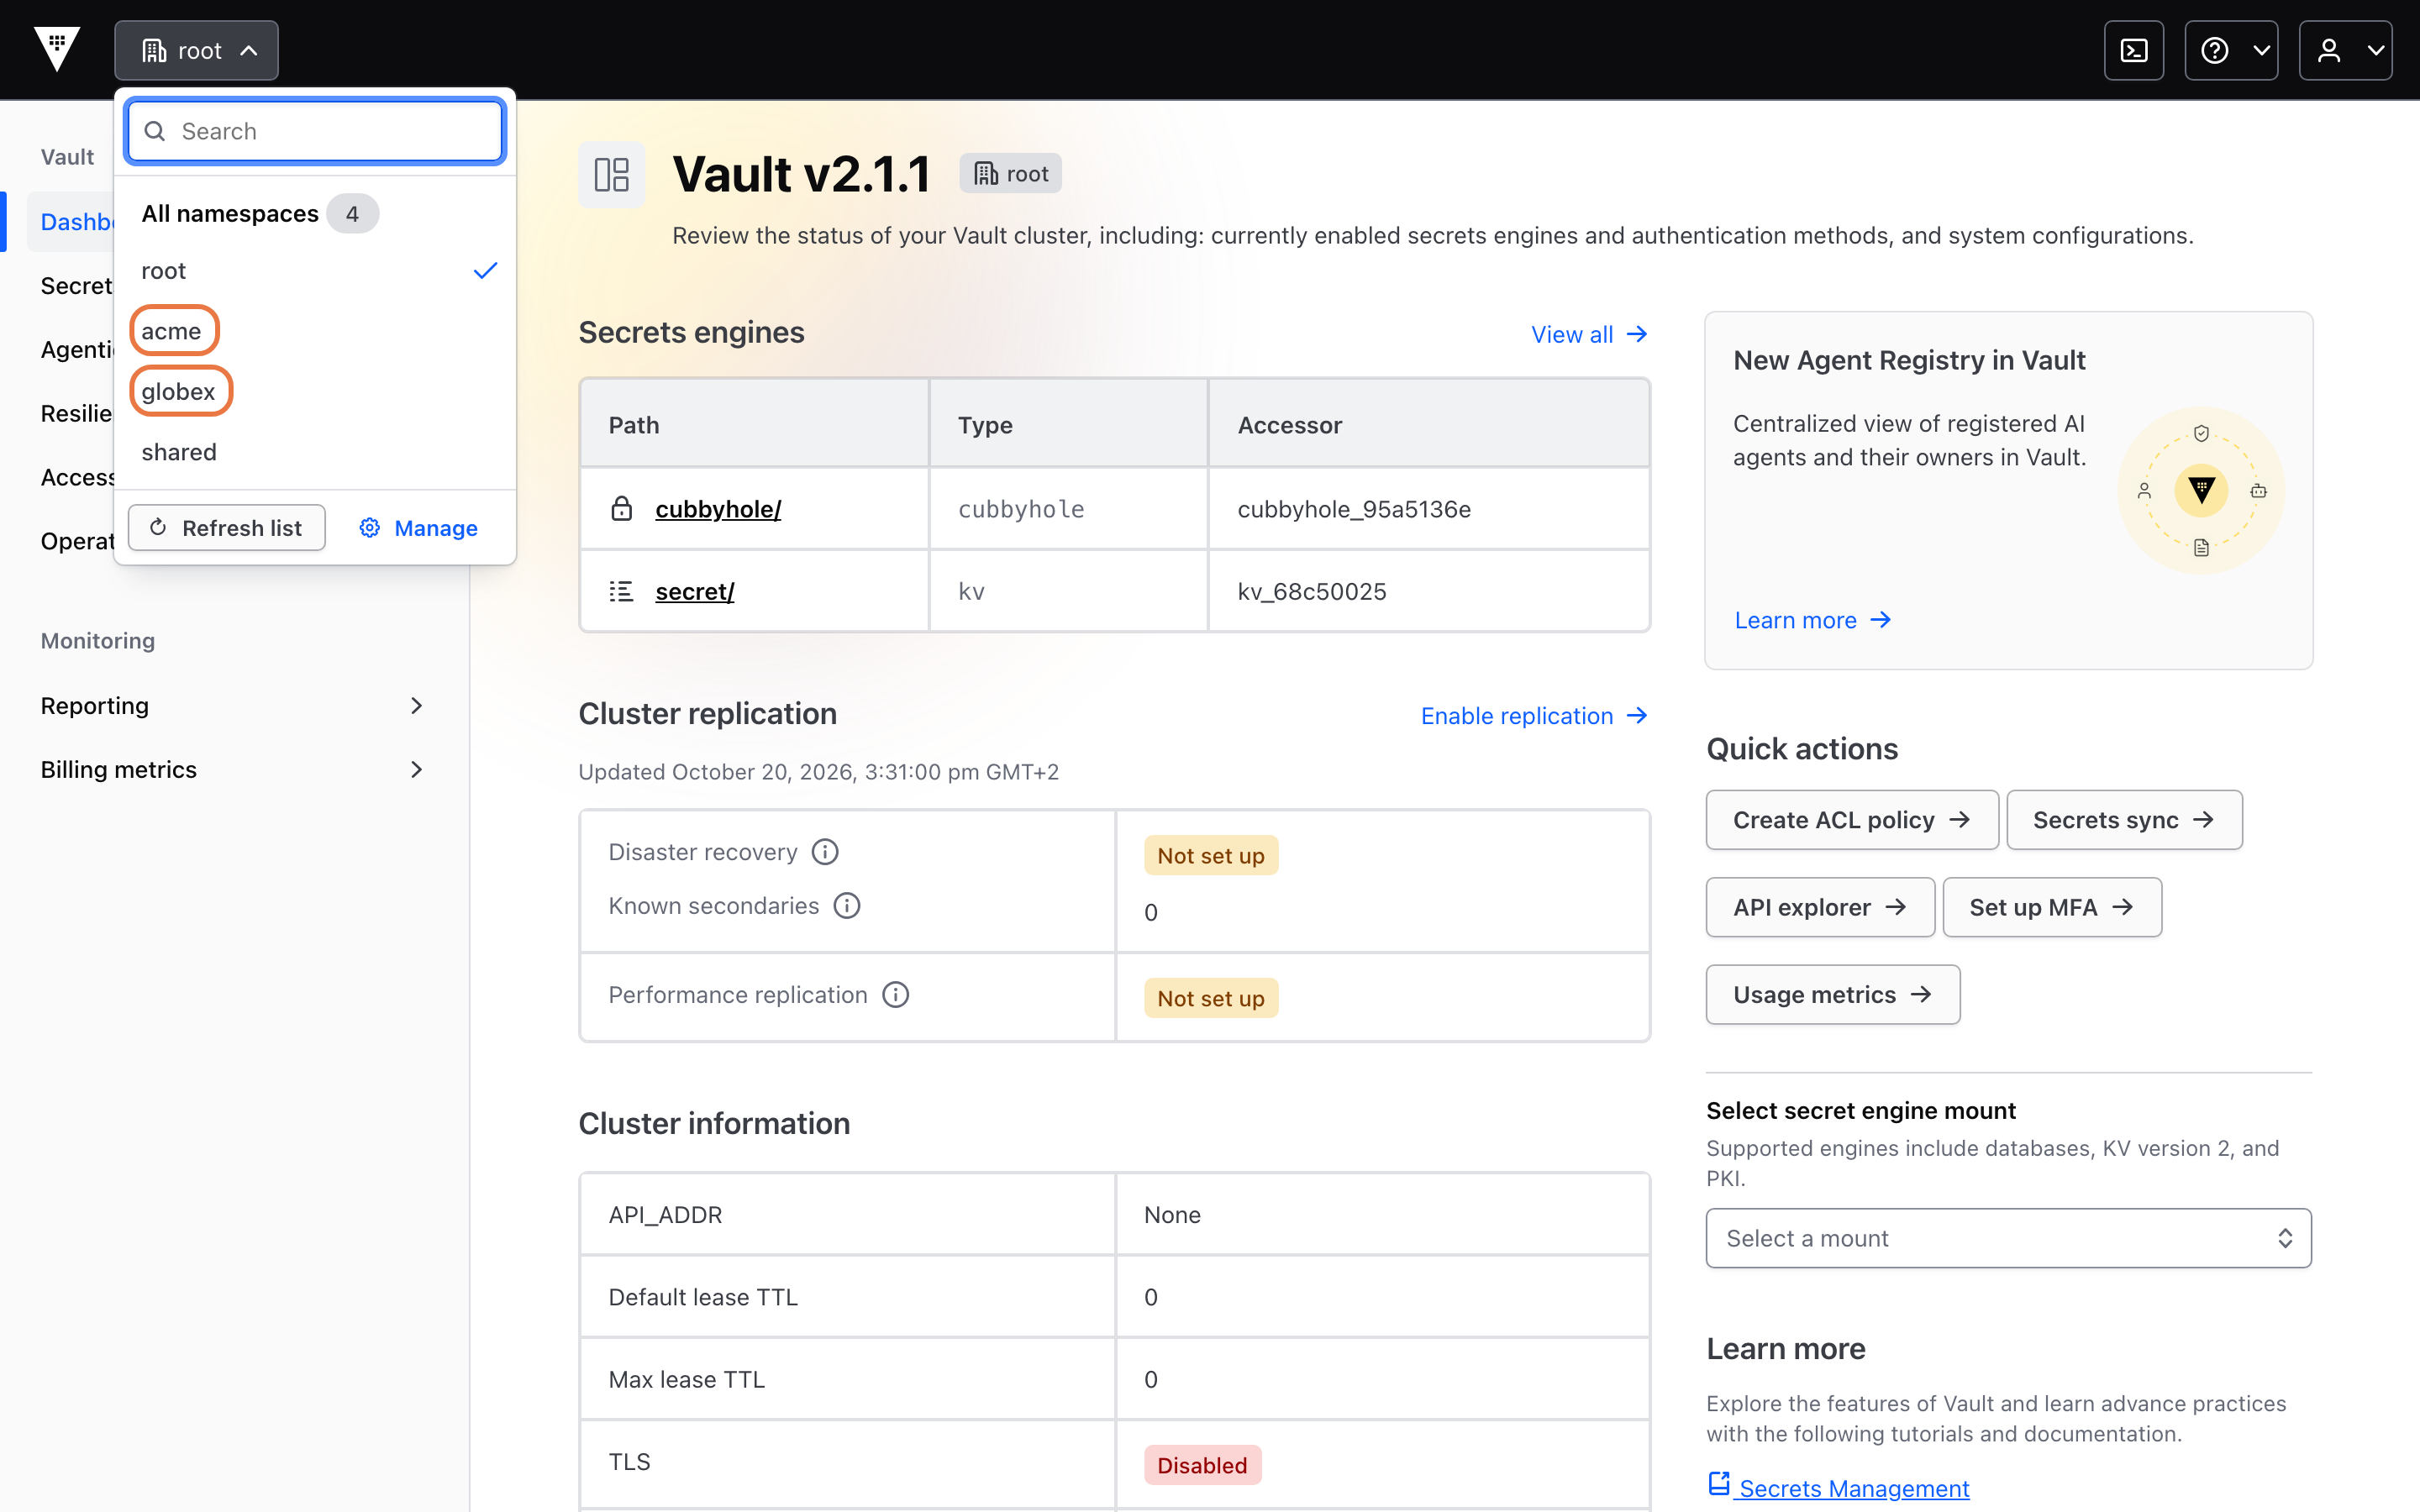 root
Search
All namespaces 4
root
acme
globex
shared
Refresh list Manage
Vault
Dashb
Secret
Agenti
Resilie
Access
Operat
Monitoring
Reporting
Billing metrics
Vault v2.1.1 root
Review the status of your Vault cluster, including: currently enabled secrets engines and authentication methods, and system configurations.
Secrets engines View all
Path Type Accessor
cubbyhole/ cubbyhole cubbyhole_95a5136e
secret/ kv kv_68c50025
Cluster replication Enable replication
Updated October 20, 2026, 3:31:00 pm GMT+2
Disaster recovery Not set up
Known secondaries 0
Performance replication Not set up
Cluster information
API_ADDR None
Default lease TTL 0
Max lease TTL 0
TLS Disabled
New Agent Registry in Vault
Centralized view of registered AI
agents and their owners in Vault.
Learn more
Quick actions
Create ACL policy Secrets sync
API explorer Set up MFA
Usage metrics
Select secret engine mount
Supported engines include databases, KV version 2, and
PKI.
Select a mount
Learn more
Explore the features of Vault and learn advance practices
with the following tutorials and documentation.
Secrets Management